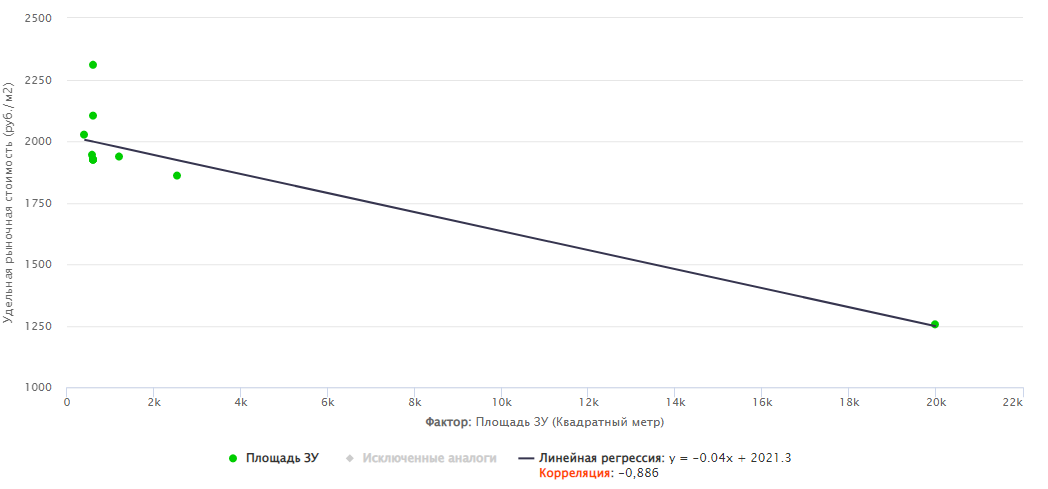 2500
2250
2000
1750
1500
1250
1000
Удельная рыночная стоимость (руб./м2)
0 2k 4k 6k 8k 10k 12k 14k 16k 18k 20k 22k
Фактор: Площадь ЗУ (Квадратный метр)
Площадь ЗУ Исключенные аналоги Линейная регрессия: y = -0.04x + 2021.3
Корреляция: -0,886